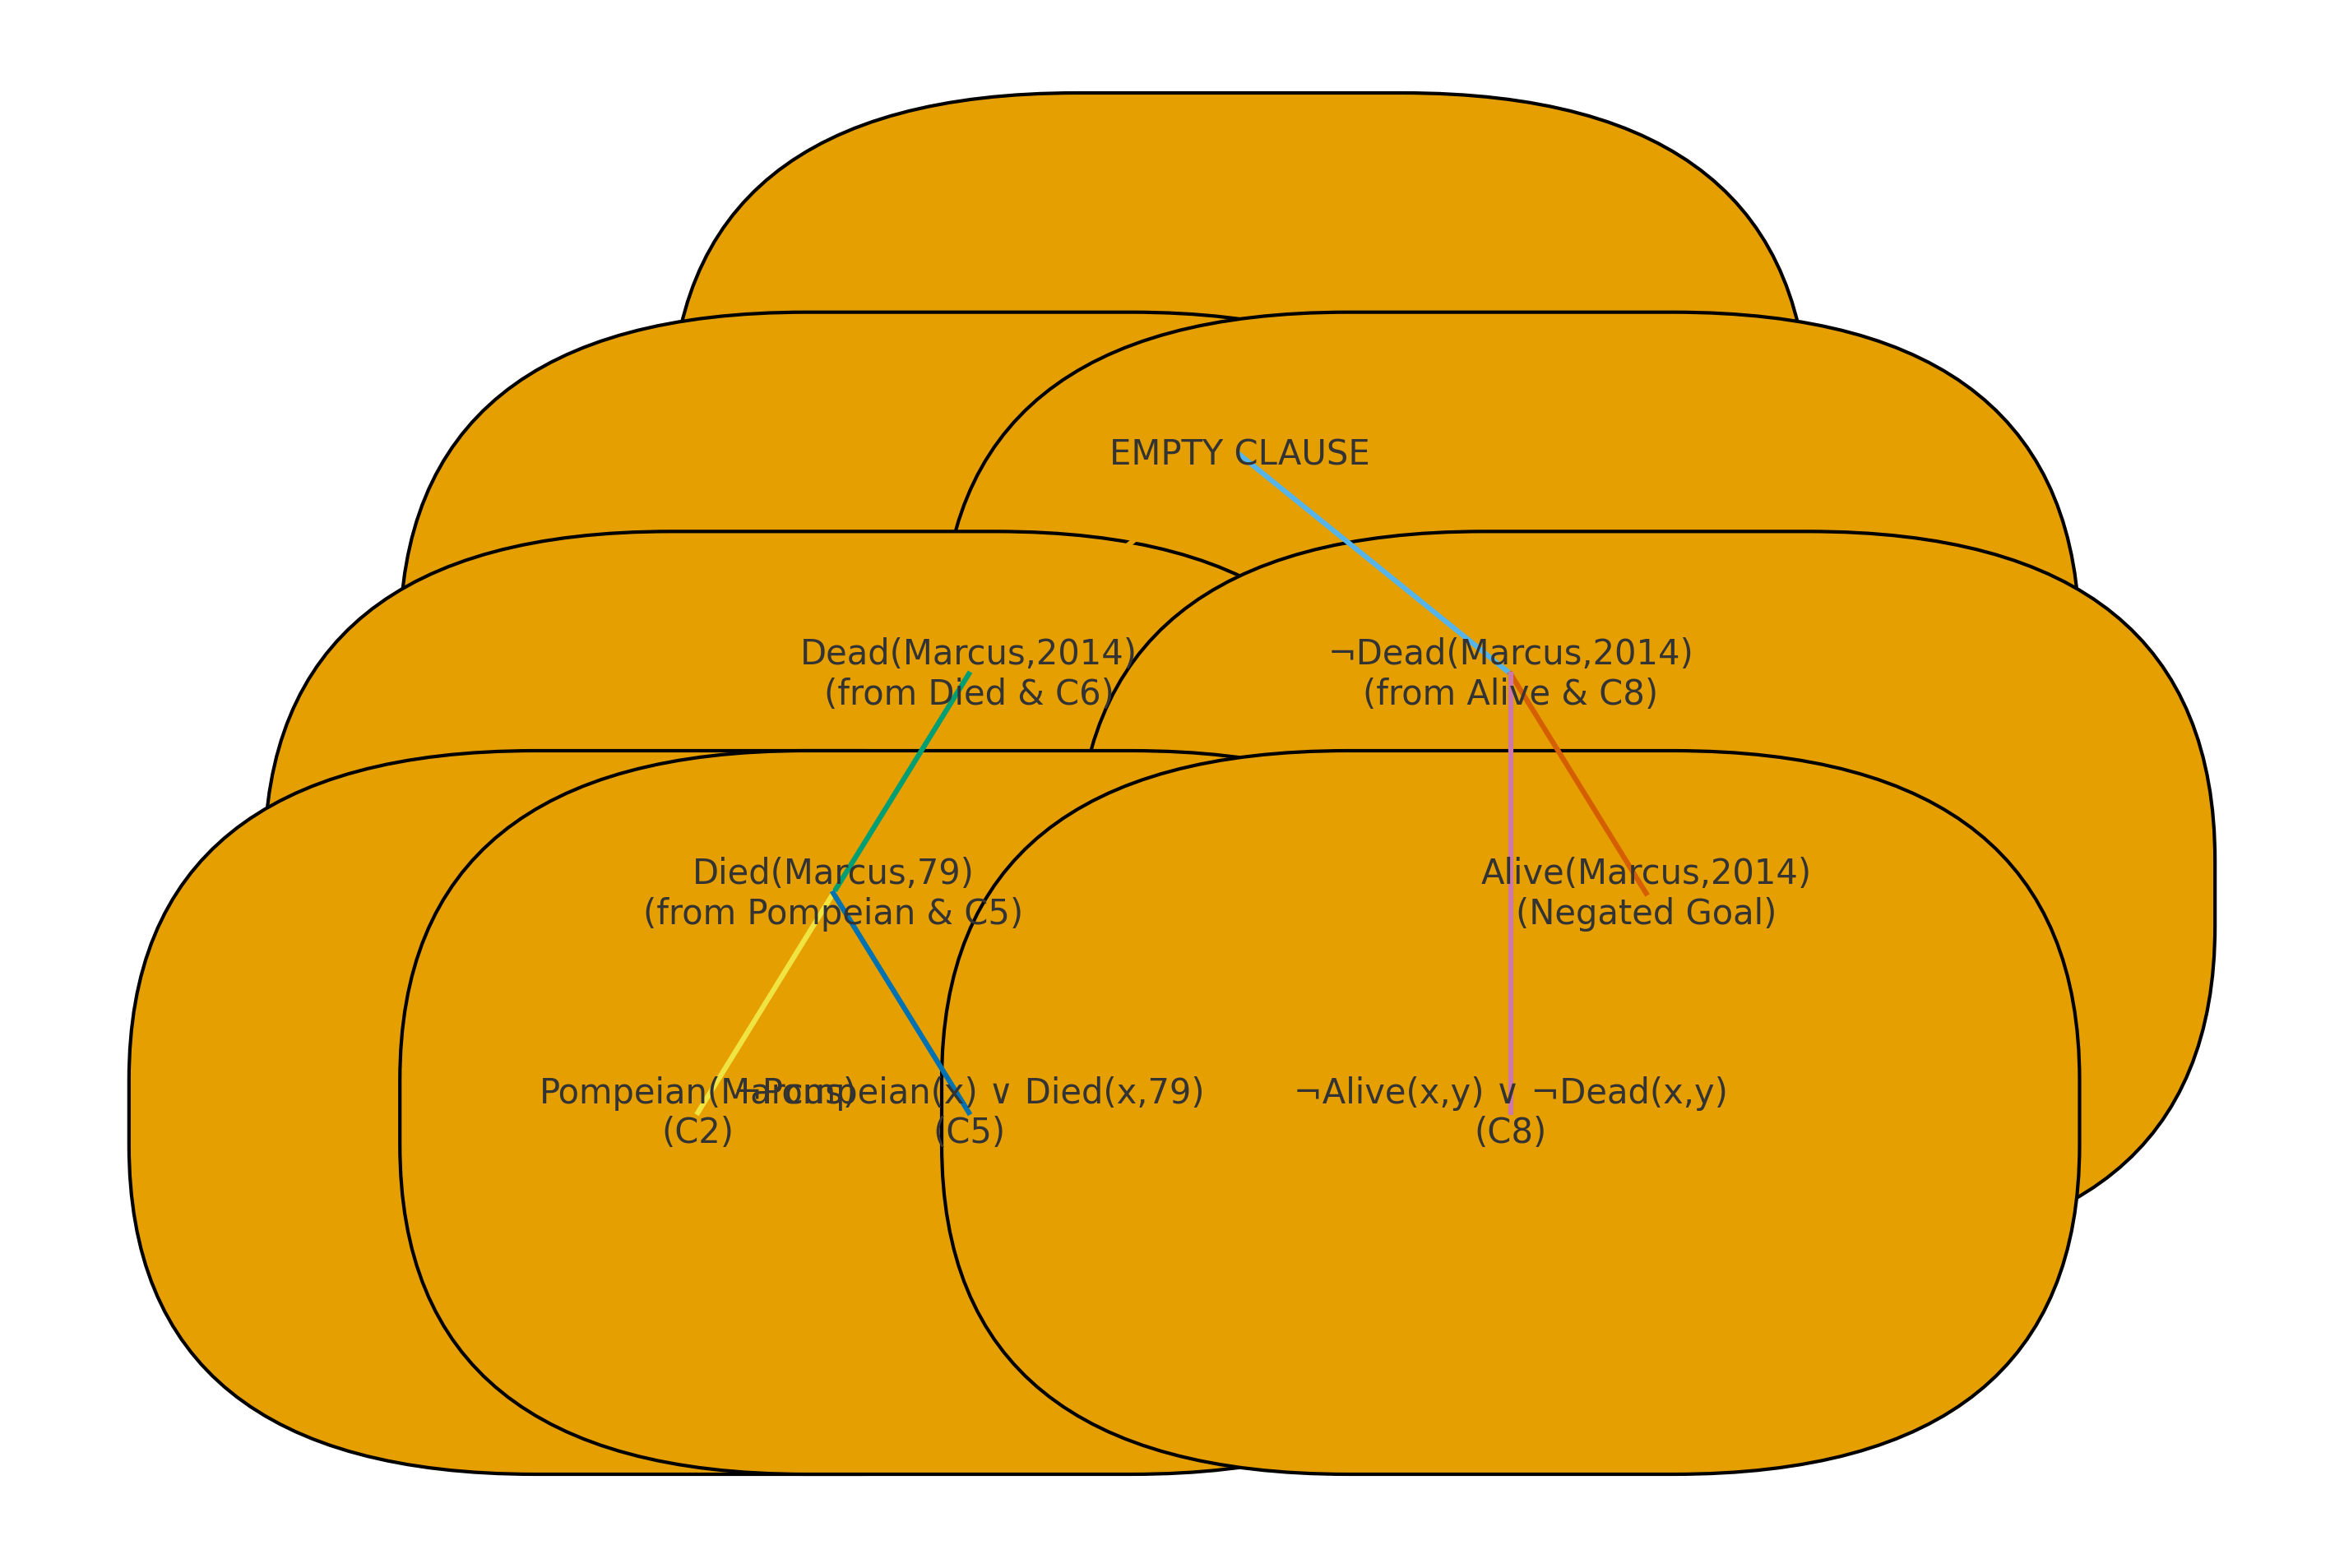 EMPTY CLAUSE
Dead(Marcus,2014)
(from Died & C6)
¬Dead(Marcus,2014)
(from Alive & C8)
Died(Marcus,79)
(from Pompeian & C5)
Alive(Marcus,2014)
(Negated Goal)
Pompeian(Marcus)
(C2)
¬Pompeian(x) ∨ Died(x,79)
(C5)
¬Alive(x,y) ∨ ¬Dead(x,y)
(C8)